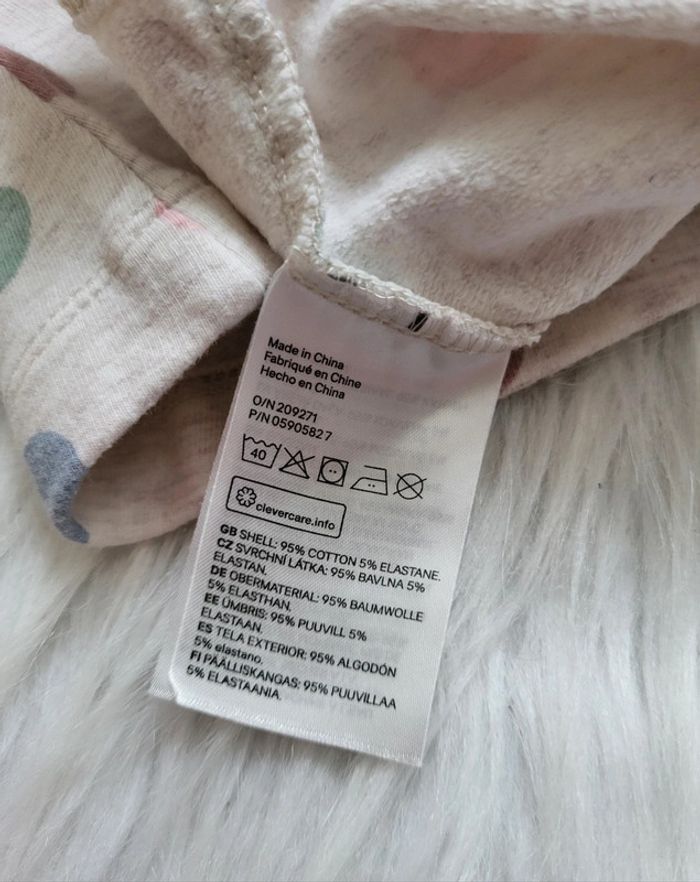 Made in China
Fabriqué en Chine
Hecho en China
O/N 209271
P/N 05905827
40
clevercare.info
GB SHELL: 95% COTTON 5% ELASTANE.
CZ SVRCHNÍ LÁTKA: 95% BAVLNA 5%
ELASTAN.
DE OBERMATERIAL: 95% BAUMWOLLE
5% ELASTHAN.
EE ÜMBRIS: 95% PUUVILL 5%
ELASTAAN.
ES TELA EXTERIOR: 95% ALGODÓN
5% elastano.
FI PÄÄLLISKANGAS: 95% PUUVILLAA
5% ELASTAANIA.